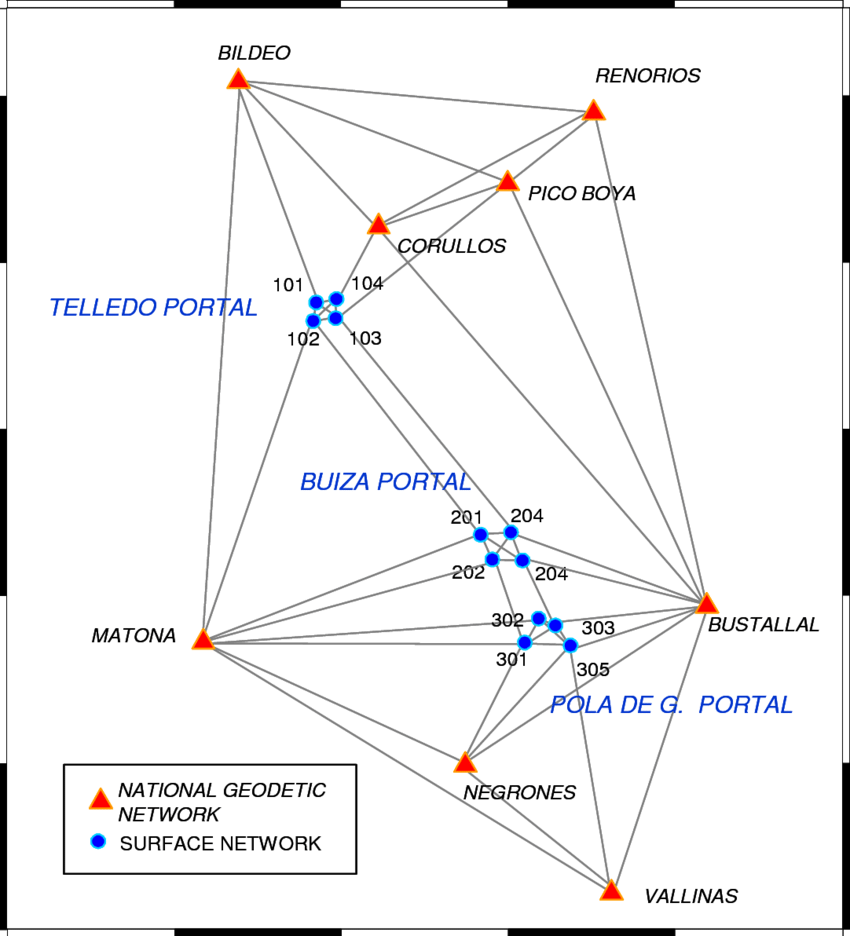 BILDEO
RENORIOS
PICO BOYA
CORULLOS
101
104
TELLEDO PORTAL
102
103
BUIZA PORTAL
201
204
202
204
302
303
BUSTALLAL
MATONA
301
305
POLA DE G. PORTAL
NEGRONES
NATIONAL GEODETIC
NETWORK
SURFACE NETWORK
VALLINAS